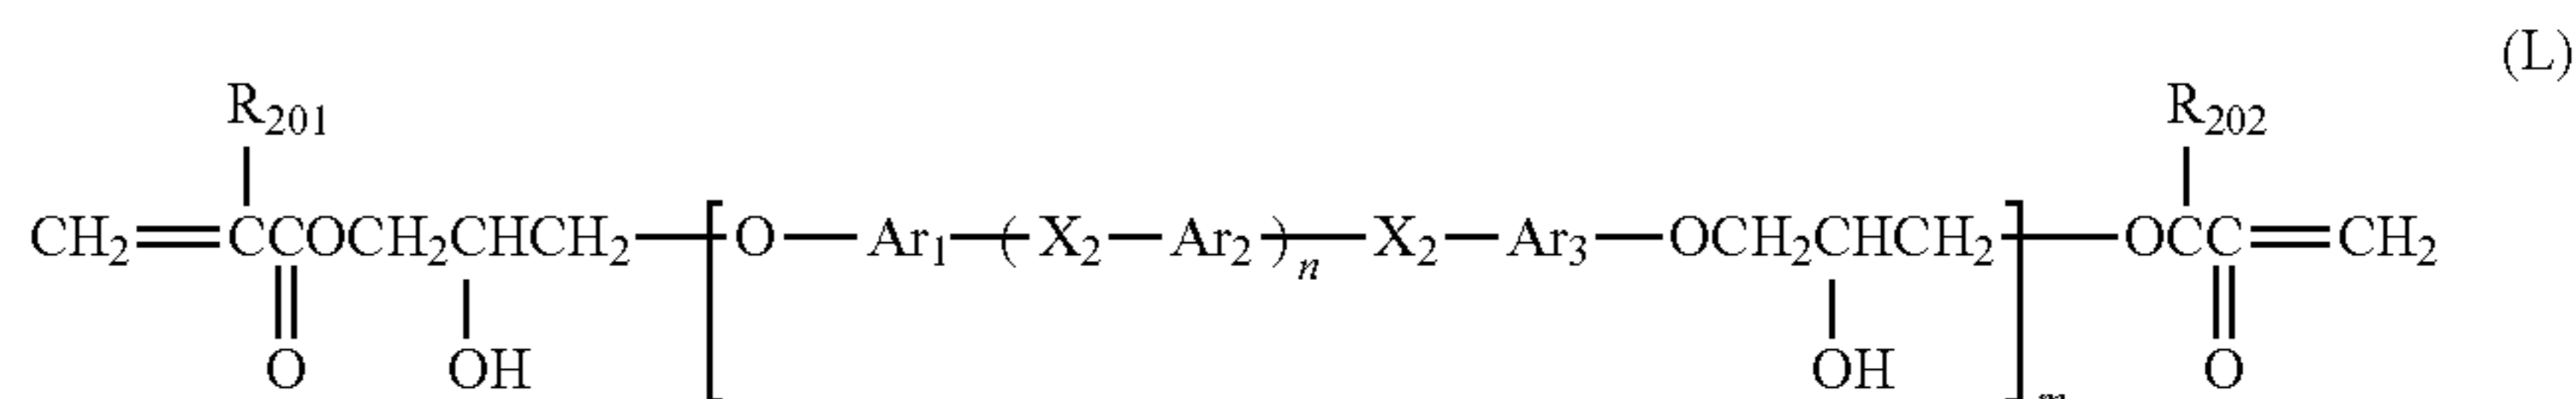 (L)
R₂₀₁ R₂₀₂
CH₂=CCOCH₂CHCH₂—[O—Ar₁—(X₂—Ar₂)ₙ—X₂—Ar₃—OCH₂CHCH₂]—OCC=CH₂
O OH OH O